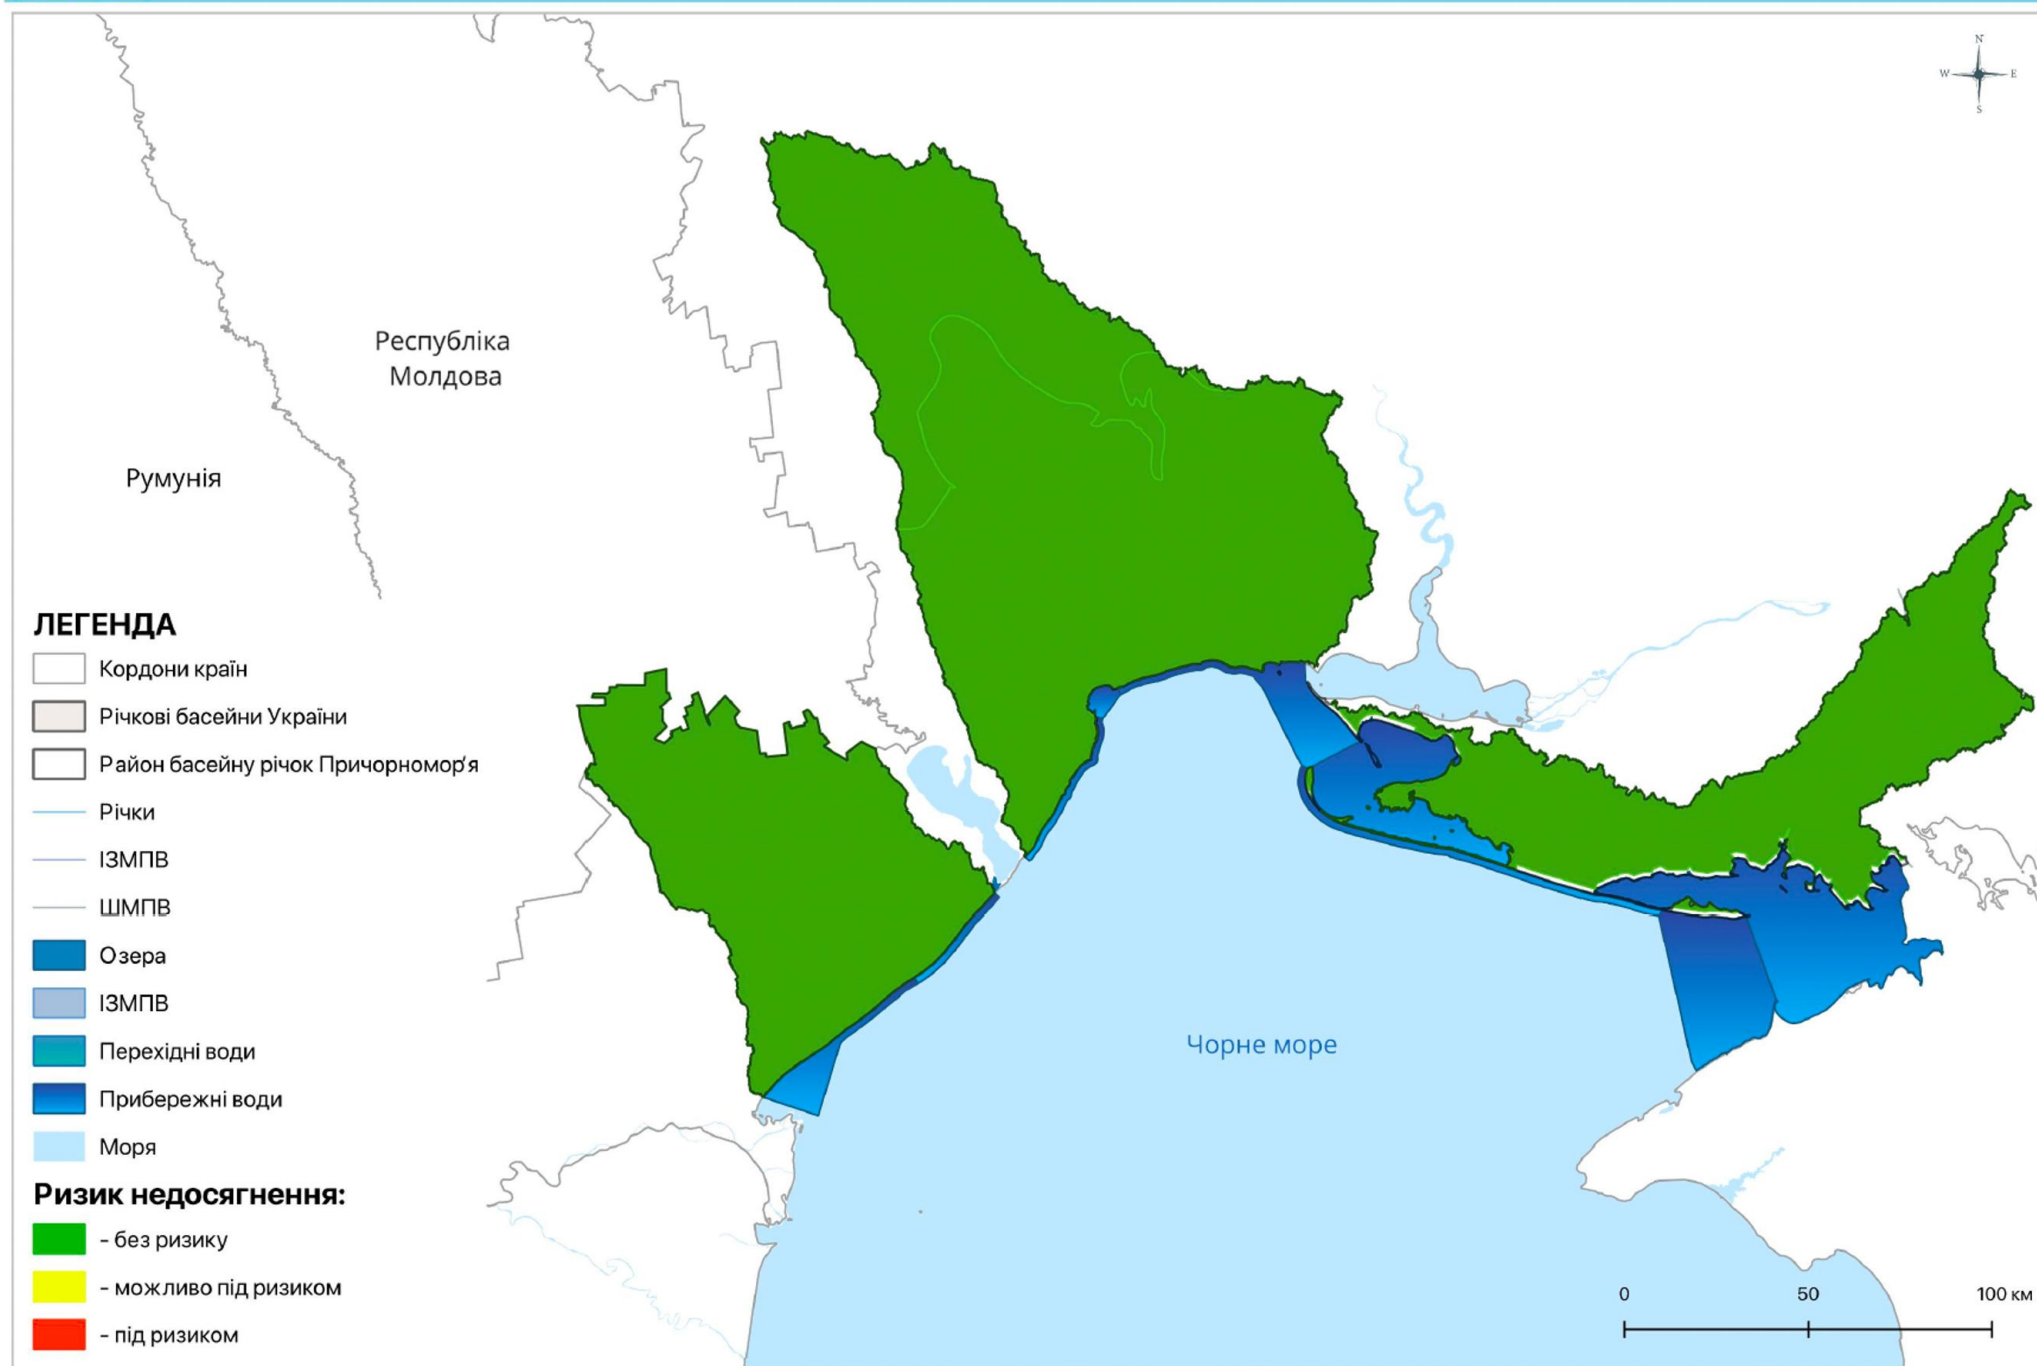 N
W E
S
Республіка
Молдова
Румунія
ЛЕГЕНДА
Кордони країн
Річкові басейни України
Район басейну річок Причорномор'я
Річки
ІЗМПВ
ШМПВ
Озера
ІЗМПВ
Перехідні води
Прибережні води
Моря
Ризик недосягнення:
- без ризику
- можливо під ризиком
- під ризиком
Чорне море
0 50 100 км